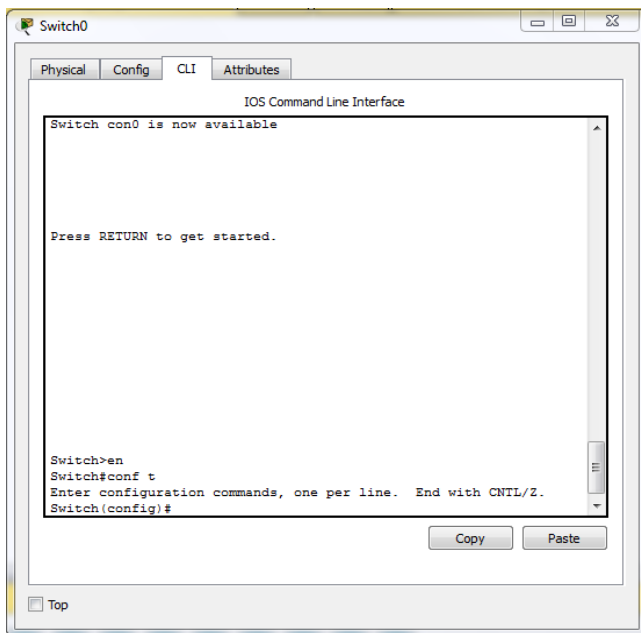 Switch0
Physical Config CLI Attributes
IOS Command Line Interface
Switch con0 is now available
Press RETURN to get started.
Switch>en
Switch#conf t
Enter configuration commands, one per line.  End with CNTL/Z.
Switch(config)#
Copy Paste
Top